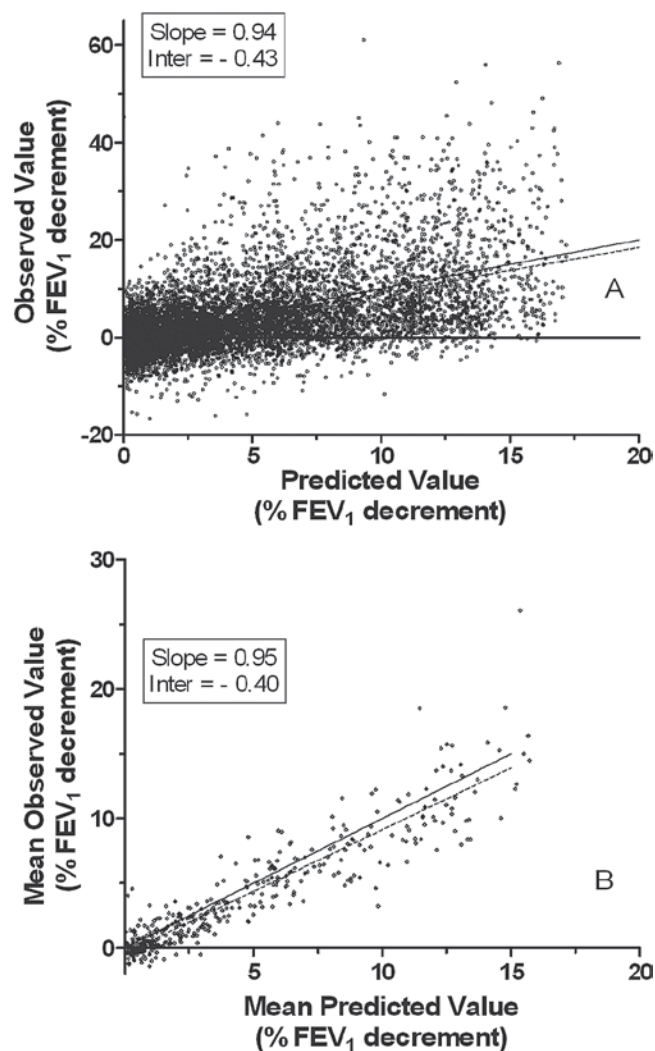 Slope = 0.94
Inter = - 0.43
60
40
20
0
-20
Observed Value
(% FEV₁ decrement)
A
0
5
10
15
20
Predicted Value
(% FEV₁ decrement)
Slope = 0.95
Inter = - 0.40
30
20
10
0
Mean Observed Value
(% FEV₁ decrement)
B
5
10
15
20
Mean Predicted Value
(% FEV₁ decrement)